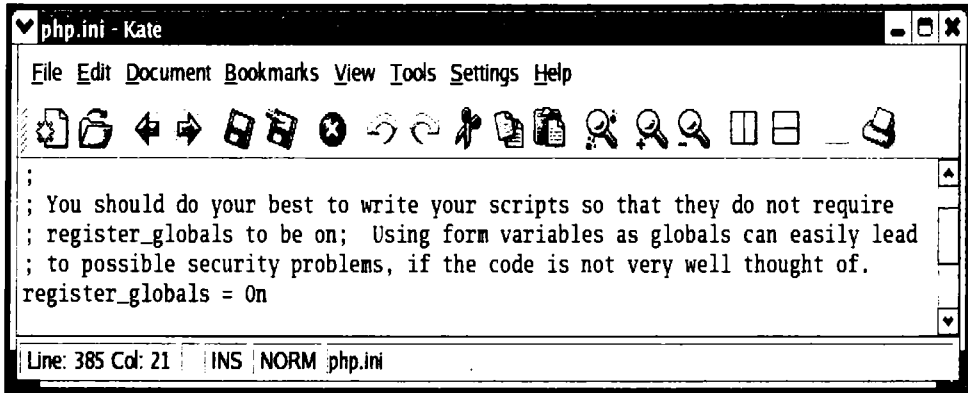 php.ini - Kate
File Edit Document Bookmarks View Tools Settings Help
;
; You should do your best to write your scripts so that they do not require
; register_globals to be on;  Using form variables as globals can easily lead
; to possible security problems, if the code is not very well thought of.
register_globals = On
Line: 385 Col: 21 INS NORM php.ini